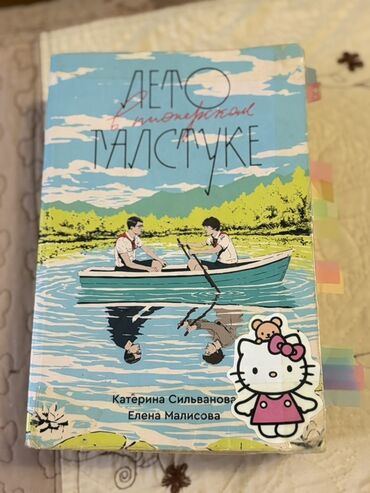 ЛЕТО
в пионерском
ГАЛСТУКЕ
Катерина Сильванова
Елена Малисова